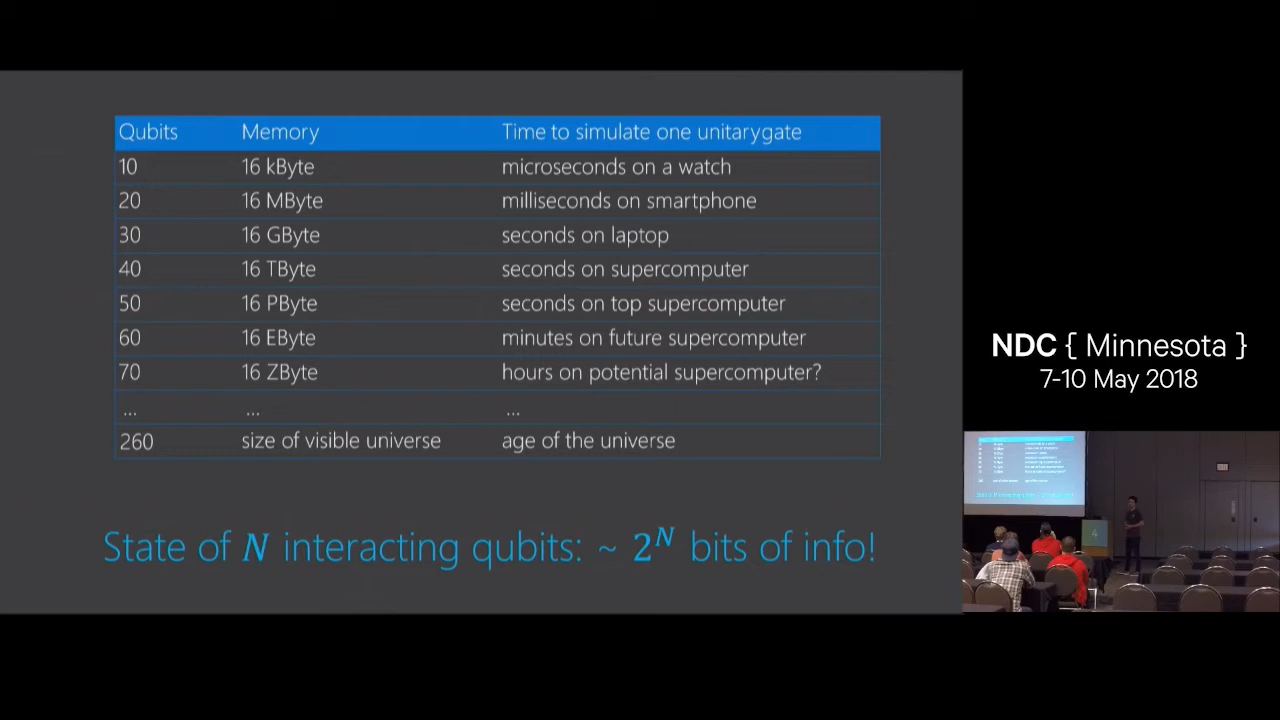 Qubits Memory Time to simulate one unitarygate
10 16 kByte microseconds on a watch
20 16 MByte milliseconds on smartphone
30 16 GByte seconds on laptop
40 16 TByte seconds on supercomputer
50 16 PByte seconds on top supercomputer
60 16 EByte minutes on future supercomputer
70 16 ZByte hours on potential supercomputer?
... ... ...
260 size of visible universe age of the universe
State of N interacting qubits: ~ 2^N bits of info!
NDC { Minnesota }
7-10 May 2018
4